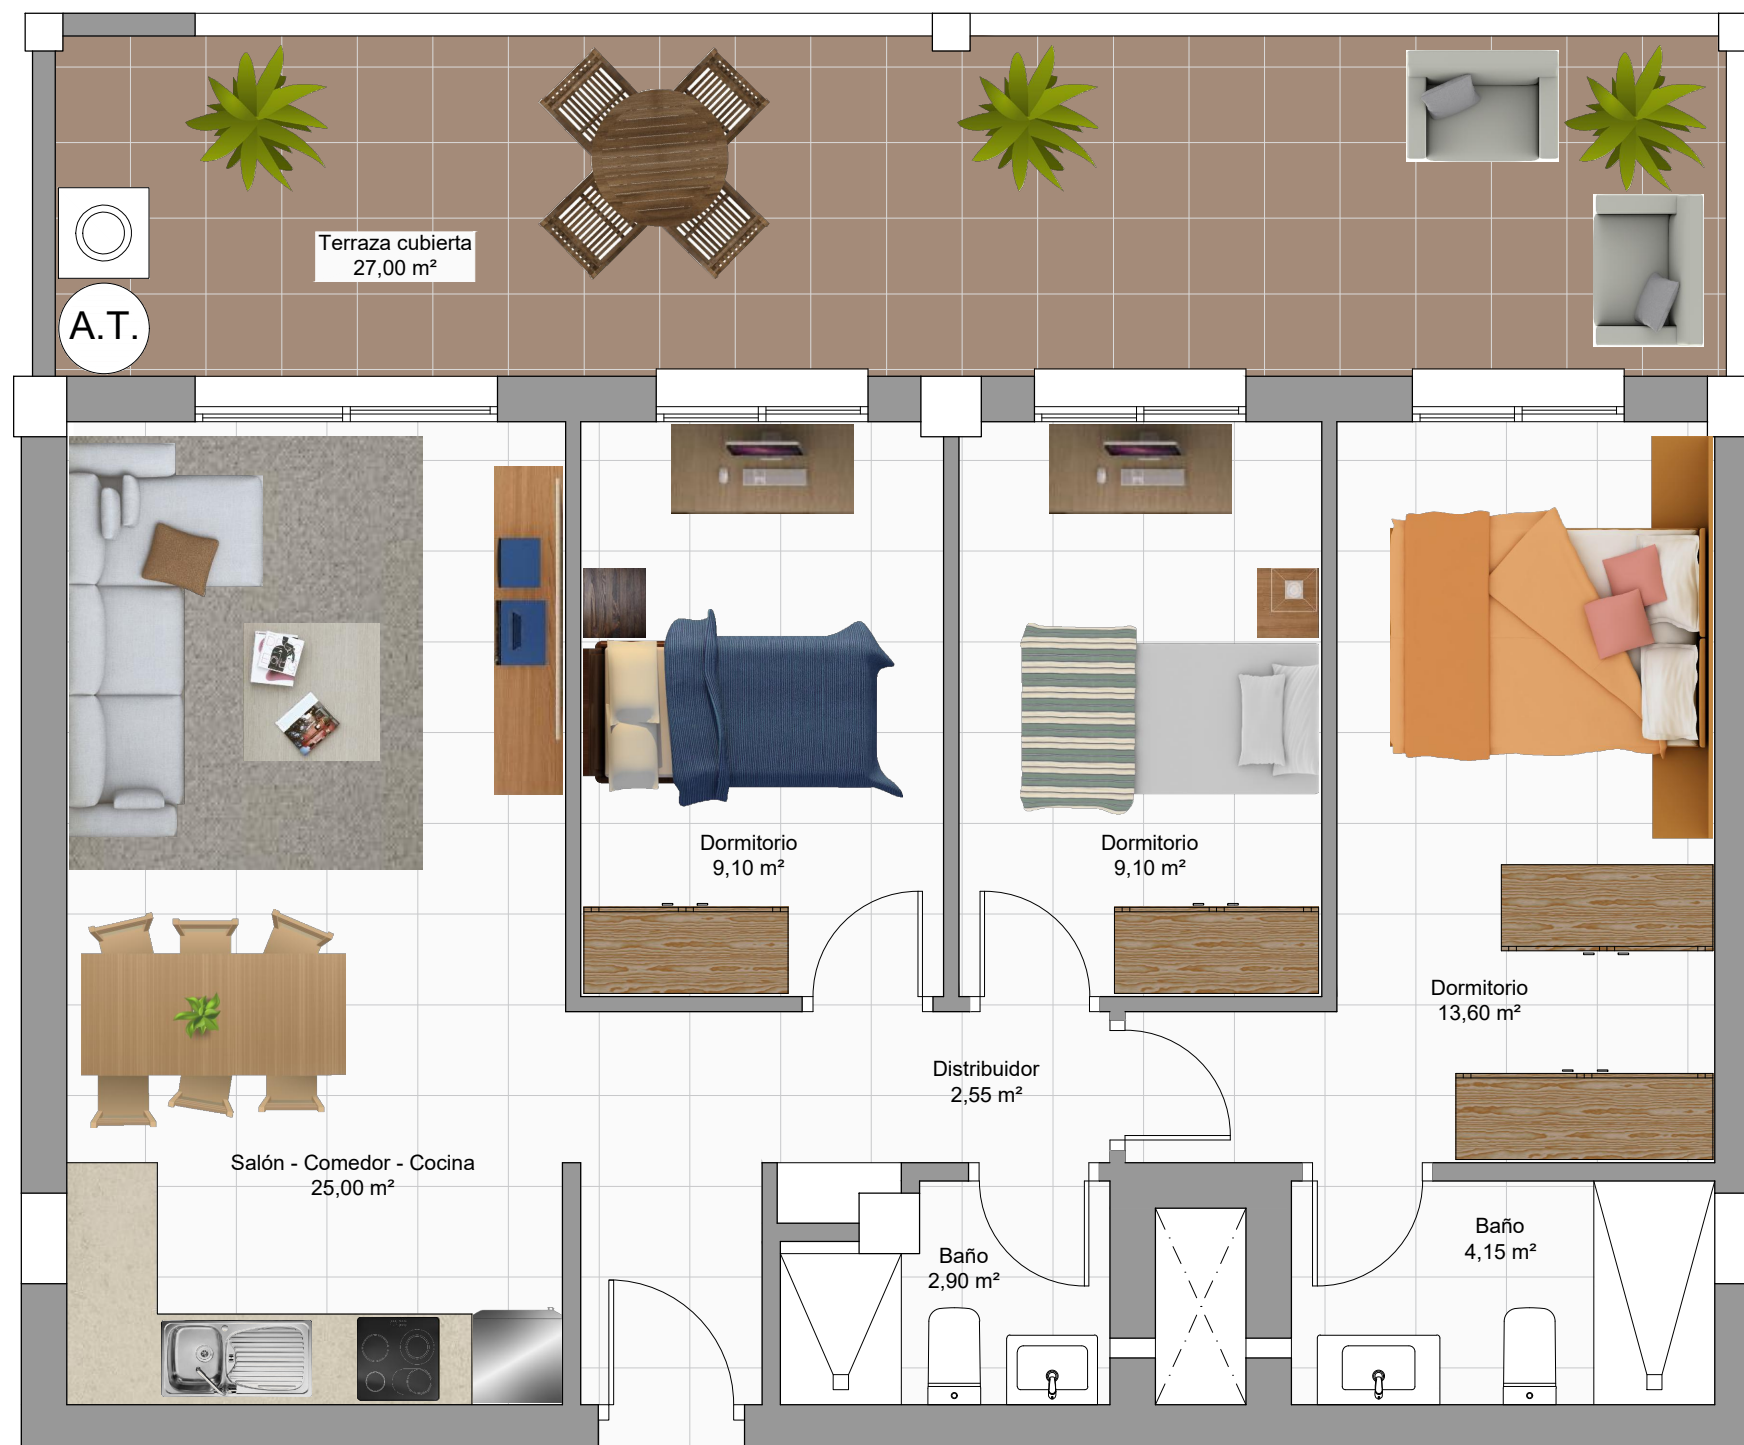 Terraza cubierta
27,00 m²
A.T.
Dormitorio
9,10 m²
Dormitorio
9,10 m²
Dormitorio
13,60 m²
Distribuidor
2,55 m²
Salón - Comedor - Cocina
25,00 m²
Baño
2,90 m²
Baño
4,15 m²